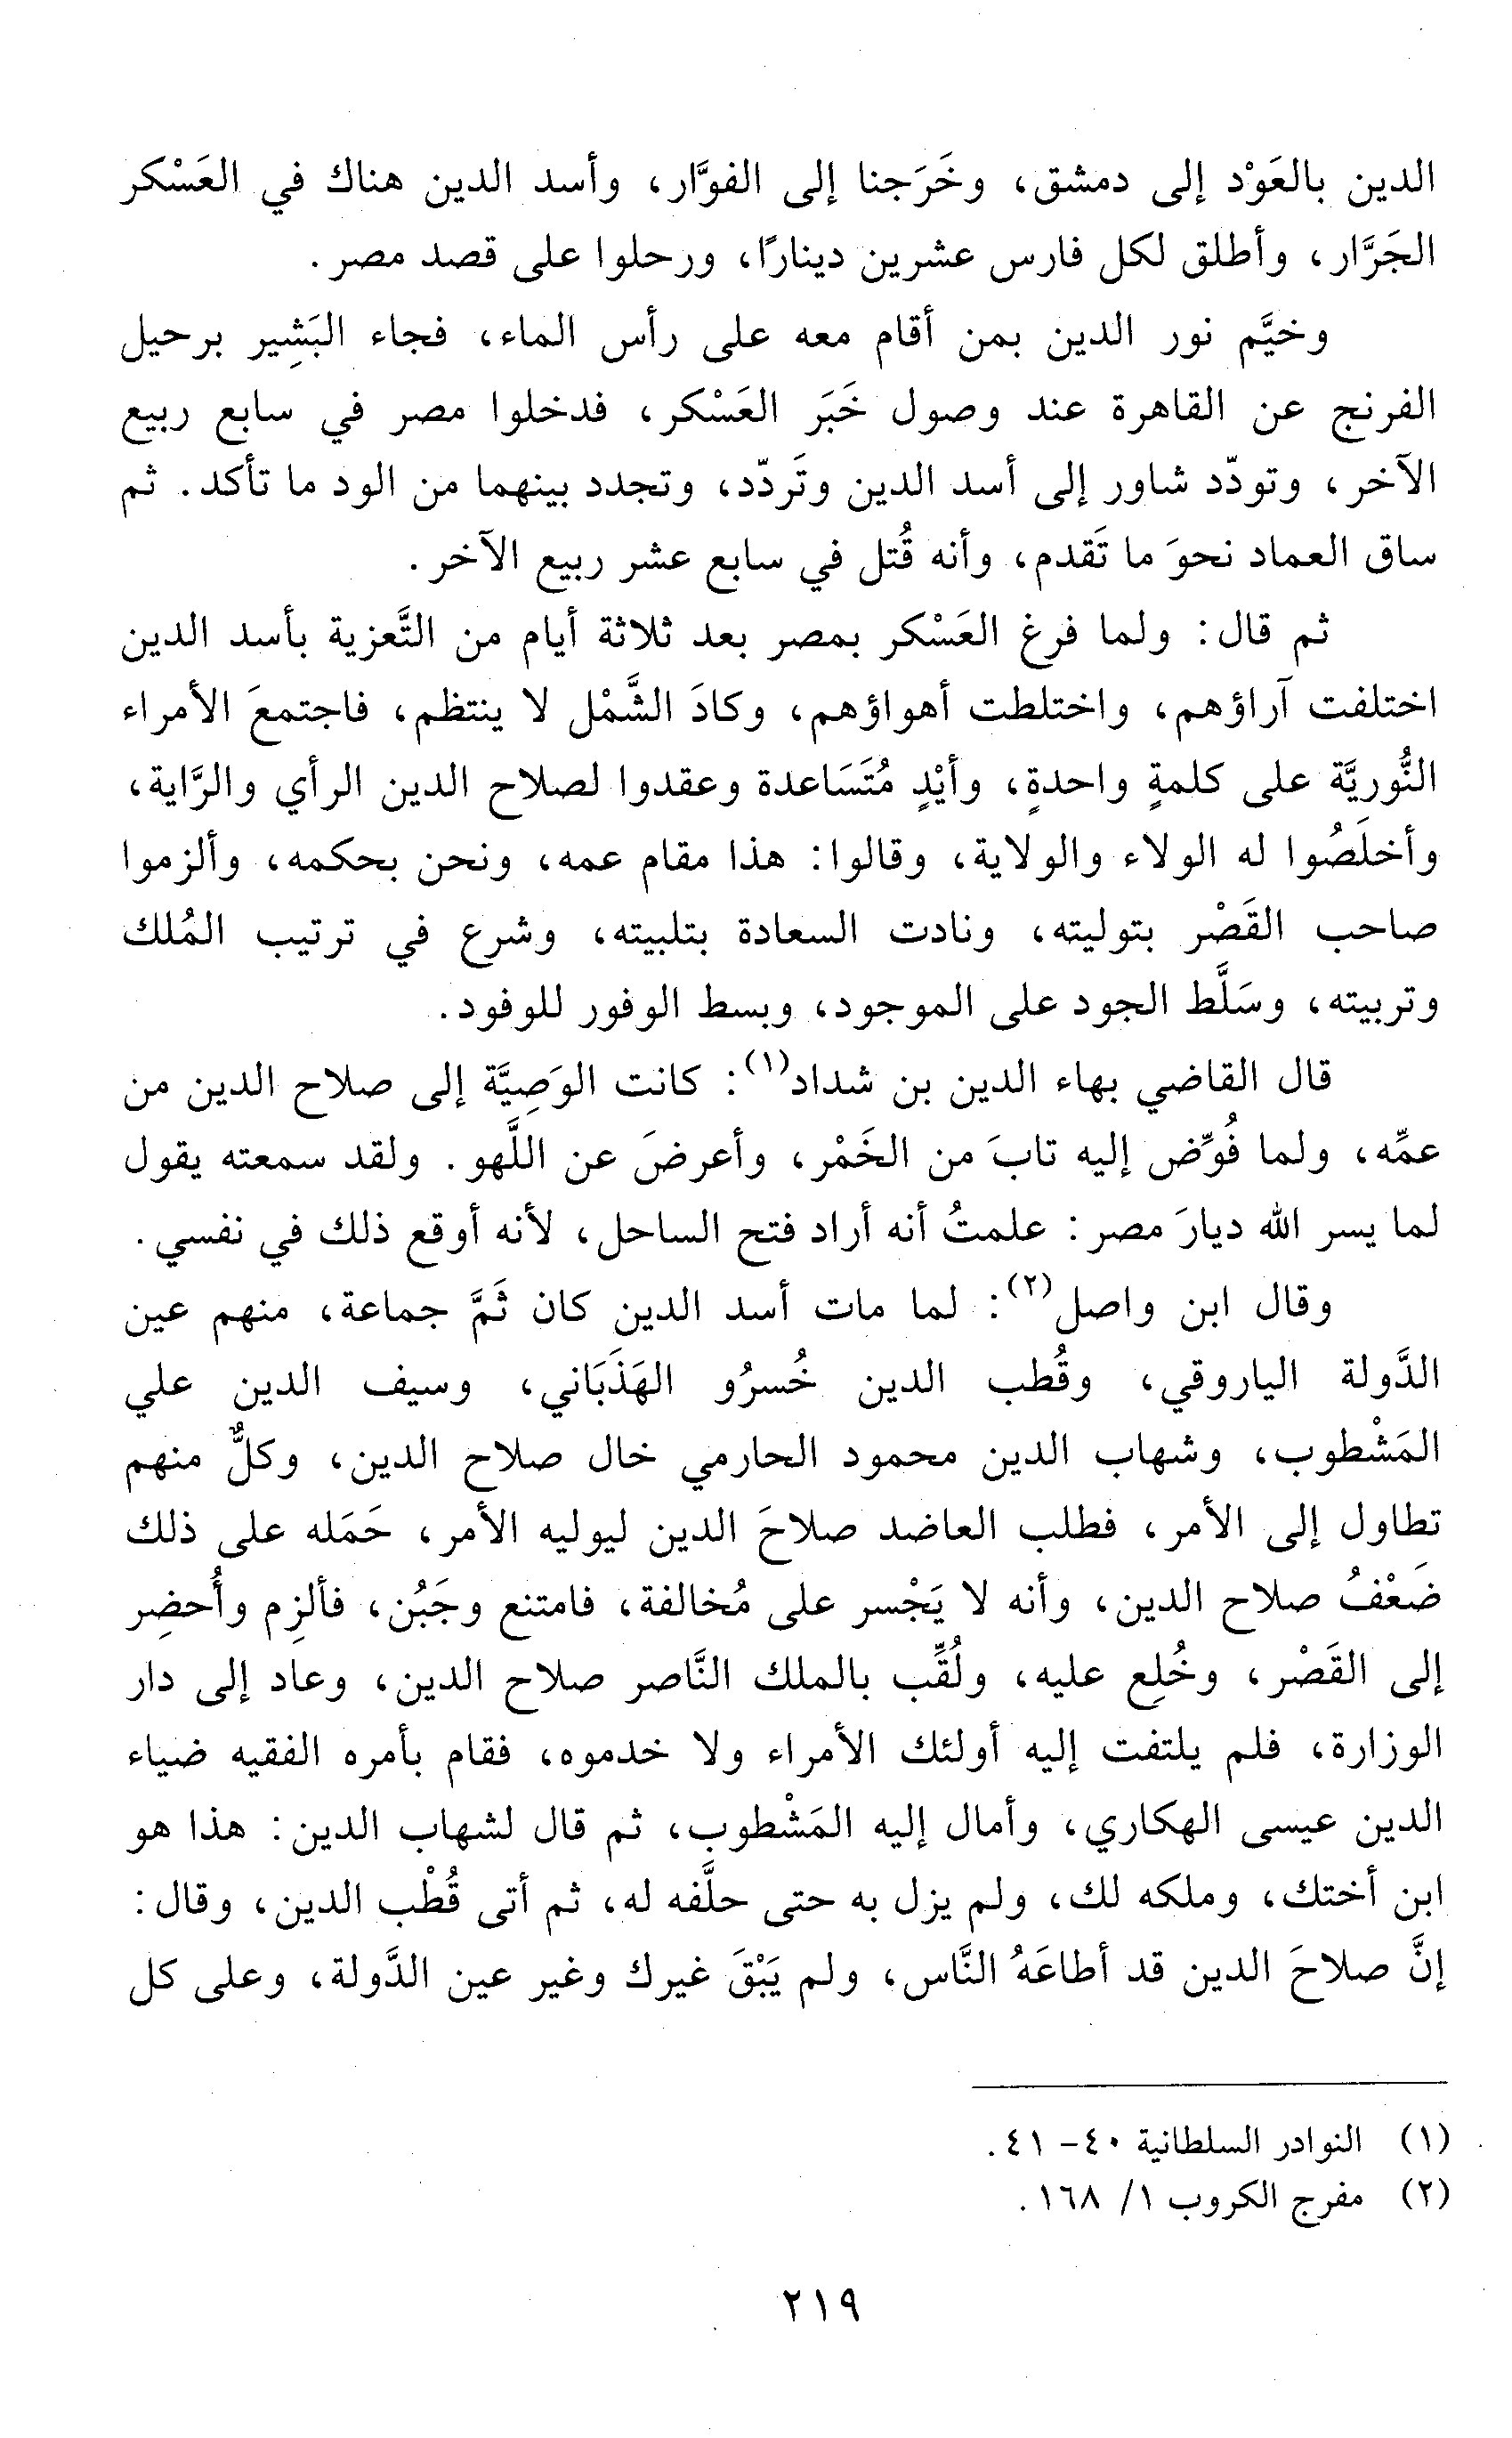 الدين بالعَوْد إلى دمشق، وخَرَجنا إلى الفوَّار، وأسد الدين هناك في العَسْكر
الجَرَّار، وأطلق لكل فارس عشرين دينارًا، ورحلوا على قصد مصر.
وخيَّم نور الدين بمن أقام معه على رأس الماء، فجاء البَشِير برحيل
الفرنج عن القاهرة عند وصول خَبَر العَسْكر، فدخلوا مصر في سابع ربيع
الآخر، وتودّد شاور إلى أسد الدين وتَردّد، وتجدد بينهما من الود ما تأكد. ثم
ساق العماد نحوَ ما تَقدم، وأنه قُتل في سابع عشر ربيع الآخر.
ثم قال: ولما فرغ العَسْكر بمصر بعد ثلاثة أيام من التَّعزية بأسد الدين
اختلفت آراؤهم، واختلطت أهواؤهم، وكادَ الشَّمْل لا ينتظم، فاجتمعَ الأمراء
النُّوريَّة على كلمةٍ واحدةٍ، وأيْدٍ مُتَسَاعدة وعقدوا لصلاح الدين الرأي والرَّاية،
وأخلَصُوا له الولاء والولاية، وقالوا: هذا مقام عمه، ونحن بحكمه، وألزموا
صاحب القَصْر بتوليته، ونادت السعادة بتلبيته، وشرع في ترتيب المُلك
وتربيته، وسَلَّط الجود على الموجود، وبسط الوفور للوفود.
قال القاضي بهاء الدين بن شداد(١): كانت الوَصِيَّة إلى صلاح الدين من
عمِّه، ولما فُوِّض إليه تابَ من الخَمْر، وأعرضَ عن اللَّهو. ولقد سمعته يقول
لما يسر الله ديارَ مصر: علمتُ أنه أراد فتح الساحل، لأنه أوقع ذلك في نفسي.
وقال ابن واصل(٢): لما مات أسد الدين كان ثَمَّ جماعة، منهم عين
الدَّولة الياروقي، وقُطب الدين خُسرُو الهَذَبَاني، وسيف الدين علي
المَشْطوب، وشهاب الدين محمود الحارمي خال صلاح الدين، وكلٌّ منهم
تطاول إلى الأمر، فطلب العاضد صلاحَ الدين ليوليه الأمر، حَمَله على ذلك
ضَعْفُ صلاح الدين، وأنه لا يَجْسر على مُخالفة، فامتنع وجَبُن، فألزِم وأُحضِر
إلى القَصْر، وخُلِع عليه، ولُقِّب بالملك النَّاصر صلاح الدين، وعاد إلى دار
الوزارة، فلم يلتفت إليه أولئك الأمراء ولا خدموه، فقام بأمره الفقيه ضياء
الدين عيسى الهكاري، وأمال إليه المَشْطوب، ثم قال لشهاب الدين: هذا هو
ابن أختك، وملكه لك، ولم يزل به حتى حلَّفه له، ثم أتى قُطْب الدين، وقال:
إنَّ صلاحَ الدين قد أطاعَهُ النَّاس، ولم يَبْقَ غيرك وغير عين الدَّولة، وعلى كل
(١) النوادر السلطانية ٤٠- ٤١.
(٢) مفرج الكروب ١/ ١٦٨.
٢١٩